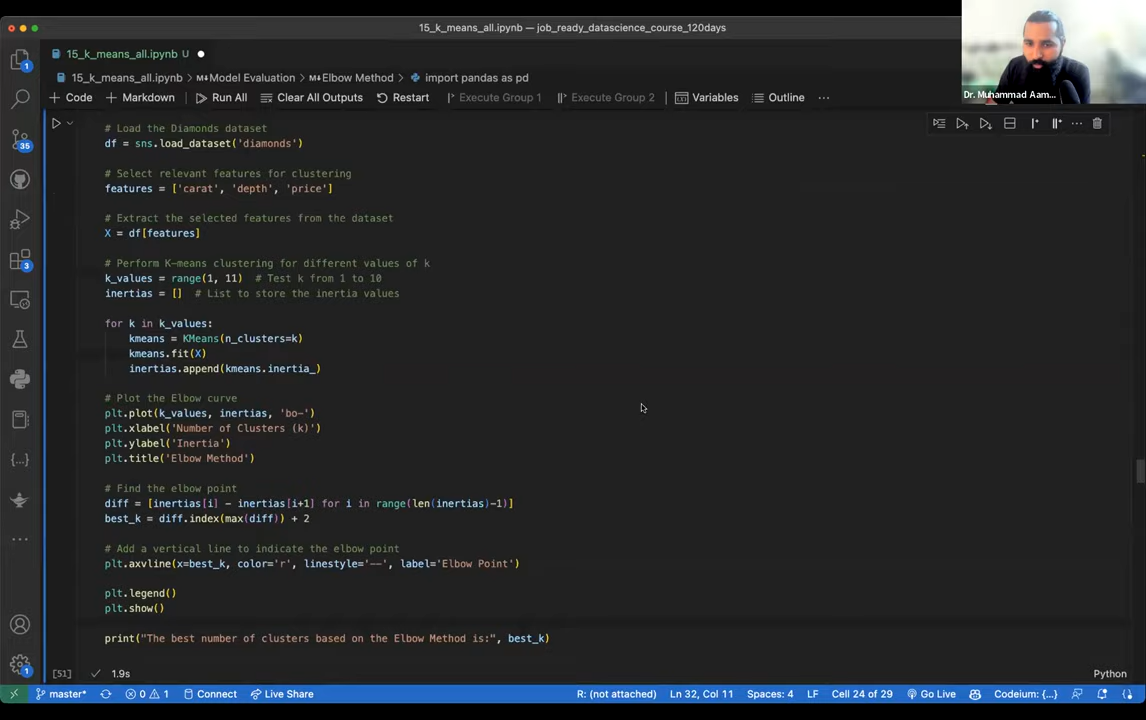 15_k_means_all.ipynb — job_ready_datascience_course_120days
15_k_means_all.ipynb U
15_k_means_all.ipynb > M↓Model Evaluation > M↓Elbow Method > import pandas as pd
+ Code + Markdown Run All Clear All Outputs Restart Execute Group 1 Execute Group 2 Variables Outline ...
Dr. Muhammad Aam...
# Load the Diamonds dataset
df = sns.load_dataset('diamonds')
# Select relevant features for clustering
features = ['carat', 'depth', 'price']
# Extract the selected features from the dataset
X = df[features]
# Perform K-means clustering for different values of k
k_values = range(1, 11)  # Test k from 1 to 10
inertias = []  # List to store the inertia values
for k in k_values:
    kmeans = KMeans(n_clusters=k)
    kmeans.fit(X)
    inertias.append(kmeans.inertia_)
# Plot the Elbow curve
plt.plot(k_values, inertias, 'bo-')
plt.xlabel('Number of Clusters (k)')
plt.ylabel('Inertia')
plt.title('Elbow Method')
# Find the elbow point
diff = [inertias[i] - inertias[i+1] for i in range(len(inertias)-1)]
best_k = diff.index(max(diff)) + 2
# Add a vertical line to indicate the elbow point
plt.axvline(x=best_k, color='r', linestyle='--', label='Elbow Point')
plt.legend()
plt.show()
print("The best number of clusters based on the Elbow Method is:", best_k)
[51] ✓ 1.9s Python
1
35
3
1
master* 0 1 Connect Live Share R: (not attached) Ln 32, Col 11 Spaces: 4 LF Cell 24 of 29 Go Live Codeium: {...}